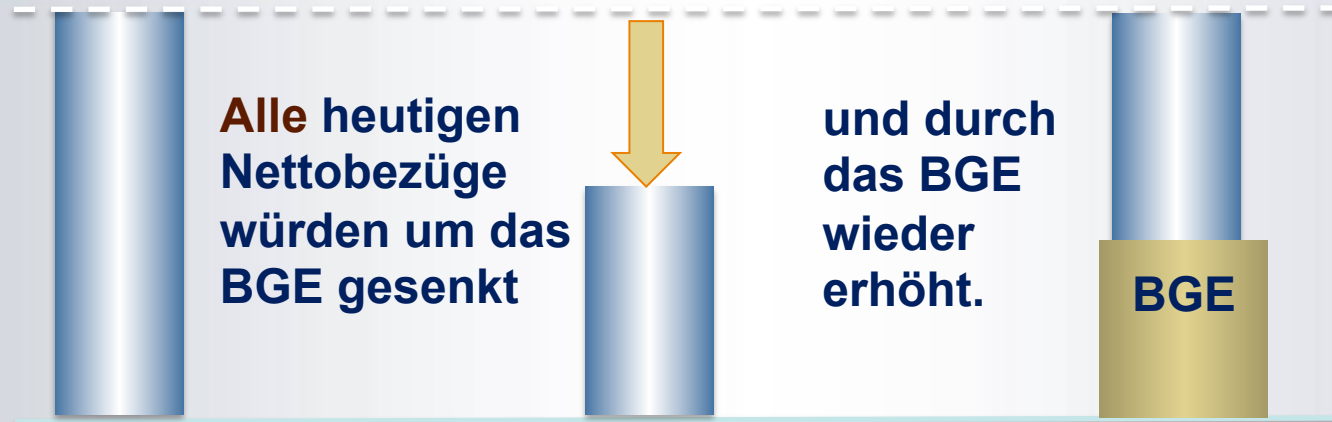 Alle heutigen
Nettobezüge
würden um das
BGE gesenkt
und durch
das BGE
wieder
erhöht.
BGE